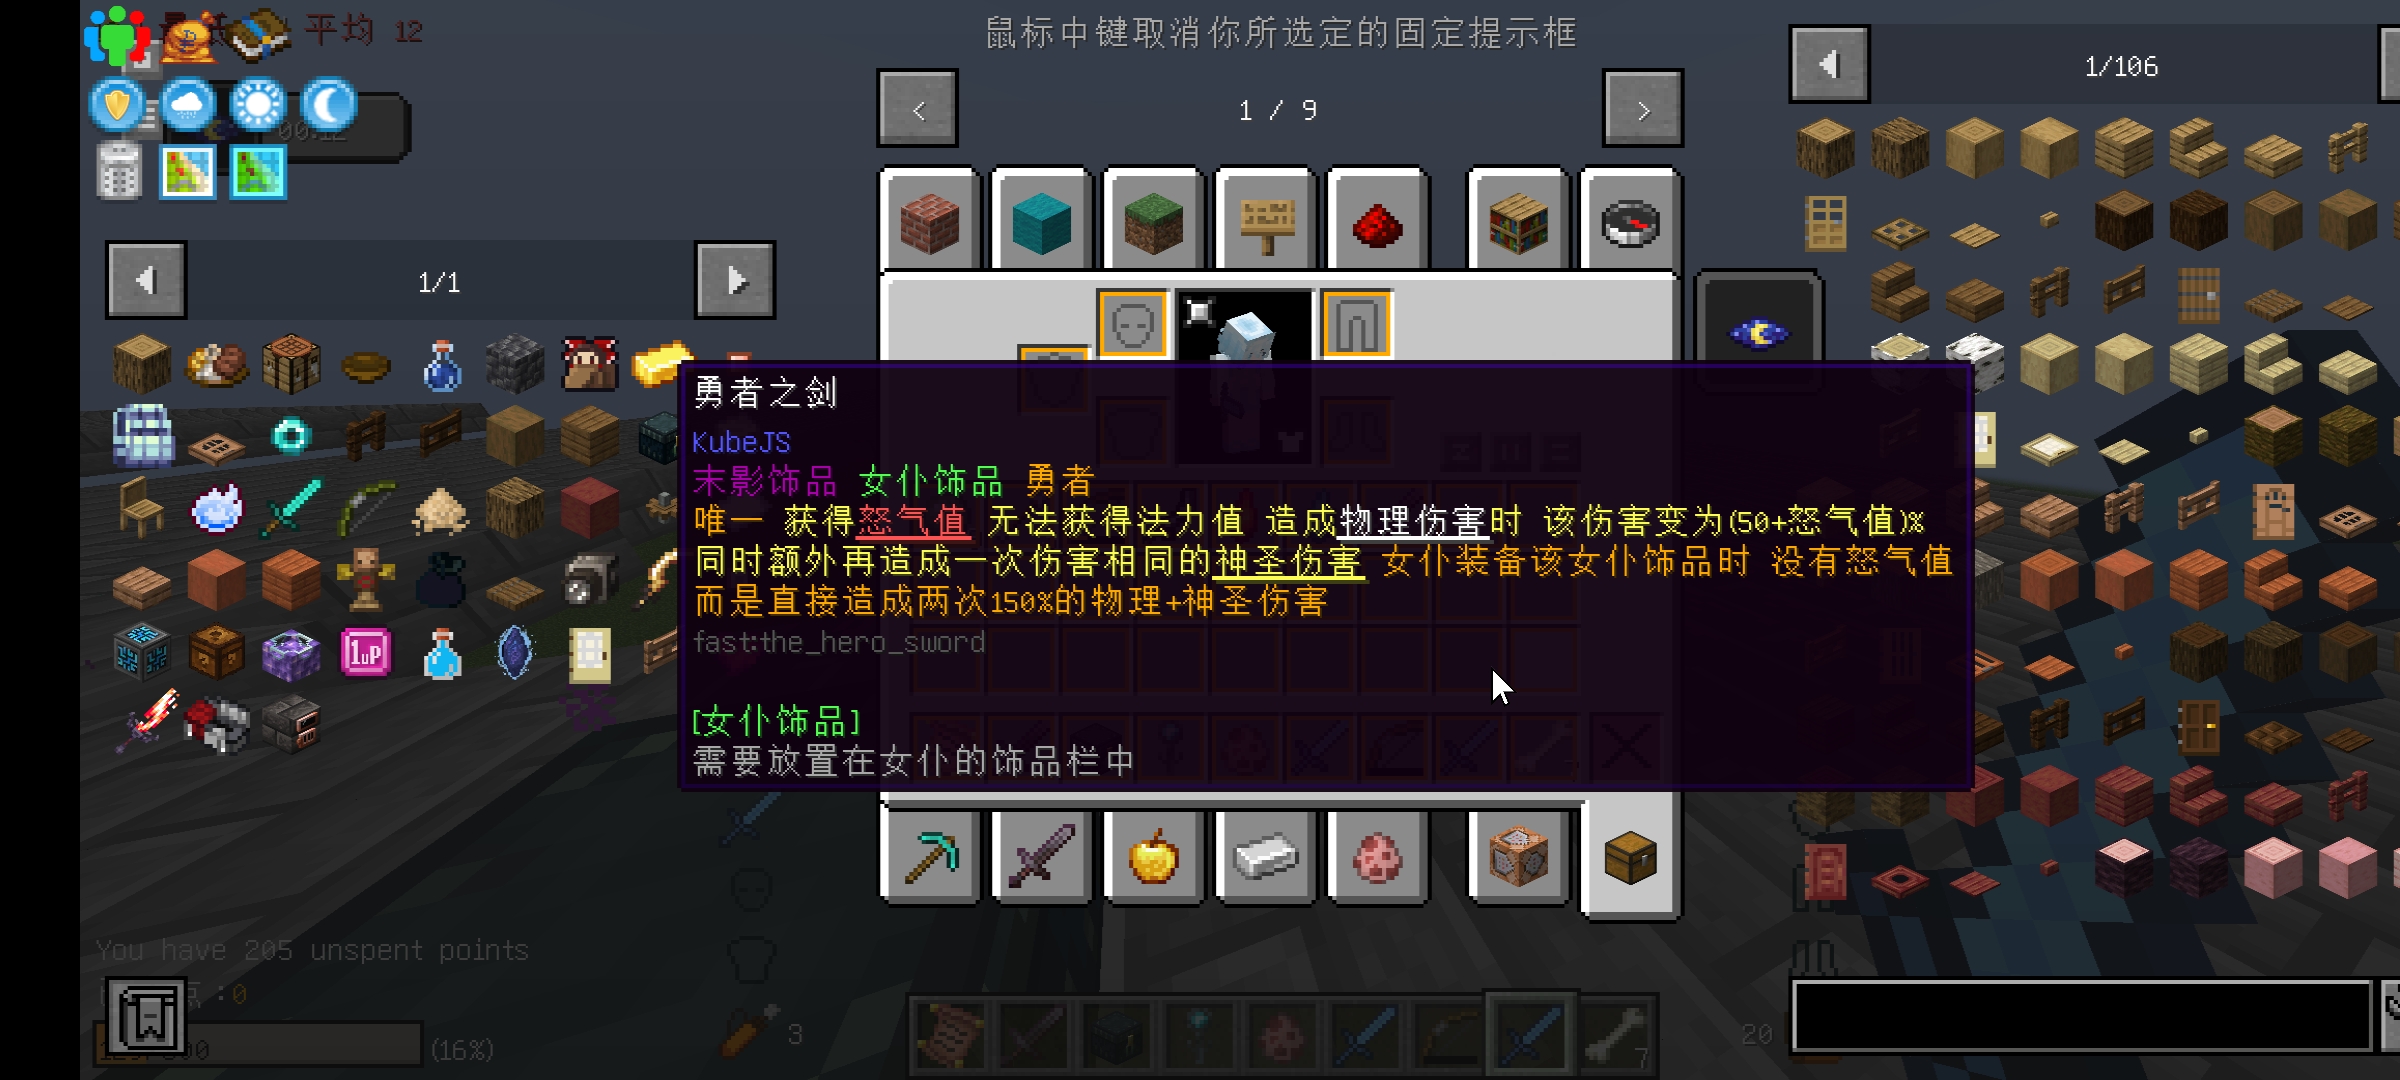 平均 12
鼠标中键取消你所选定的固定提示框
1 / 9
1/106
00:12
1/1
勇者之剑
KubeJS
末影饰品 女仆饰品 勇者
唯一 获得怒气值 无法获得法力值 造成物理伤害时 该伤害变为(50+怒气值)%
同时额外再造成一次伤害相同的神圣伤害 女仆装备该女仆饰品时 没有怒气值
而是直接造成两次150%的物理+神圣伤害
fast:the_hero_sword
[女仆饰品]
需要放置在女仆的饰品栏中
1uP
You have 205 unspent points
点:0
(16%)
3
7
20